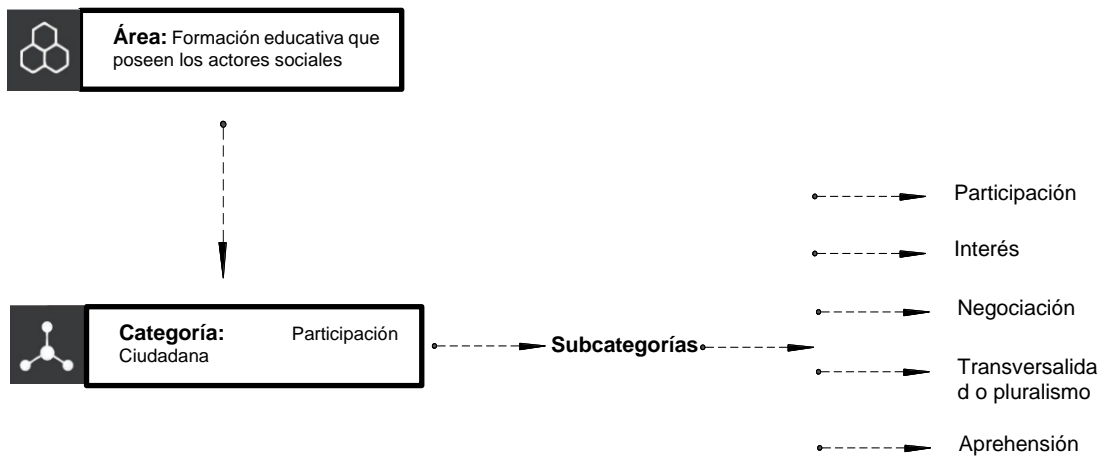 Área: Formación educativa que
poseen los actores sociales
Categoría: Participación
Ciudadana
Subcategorías
Participación
Interés
Negociación
Transversalida
d o pluralismo
Aprehensión